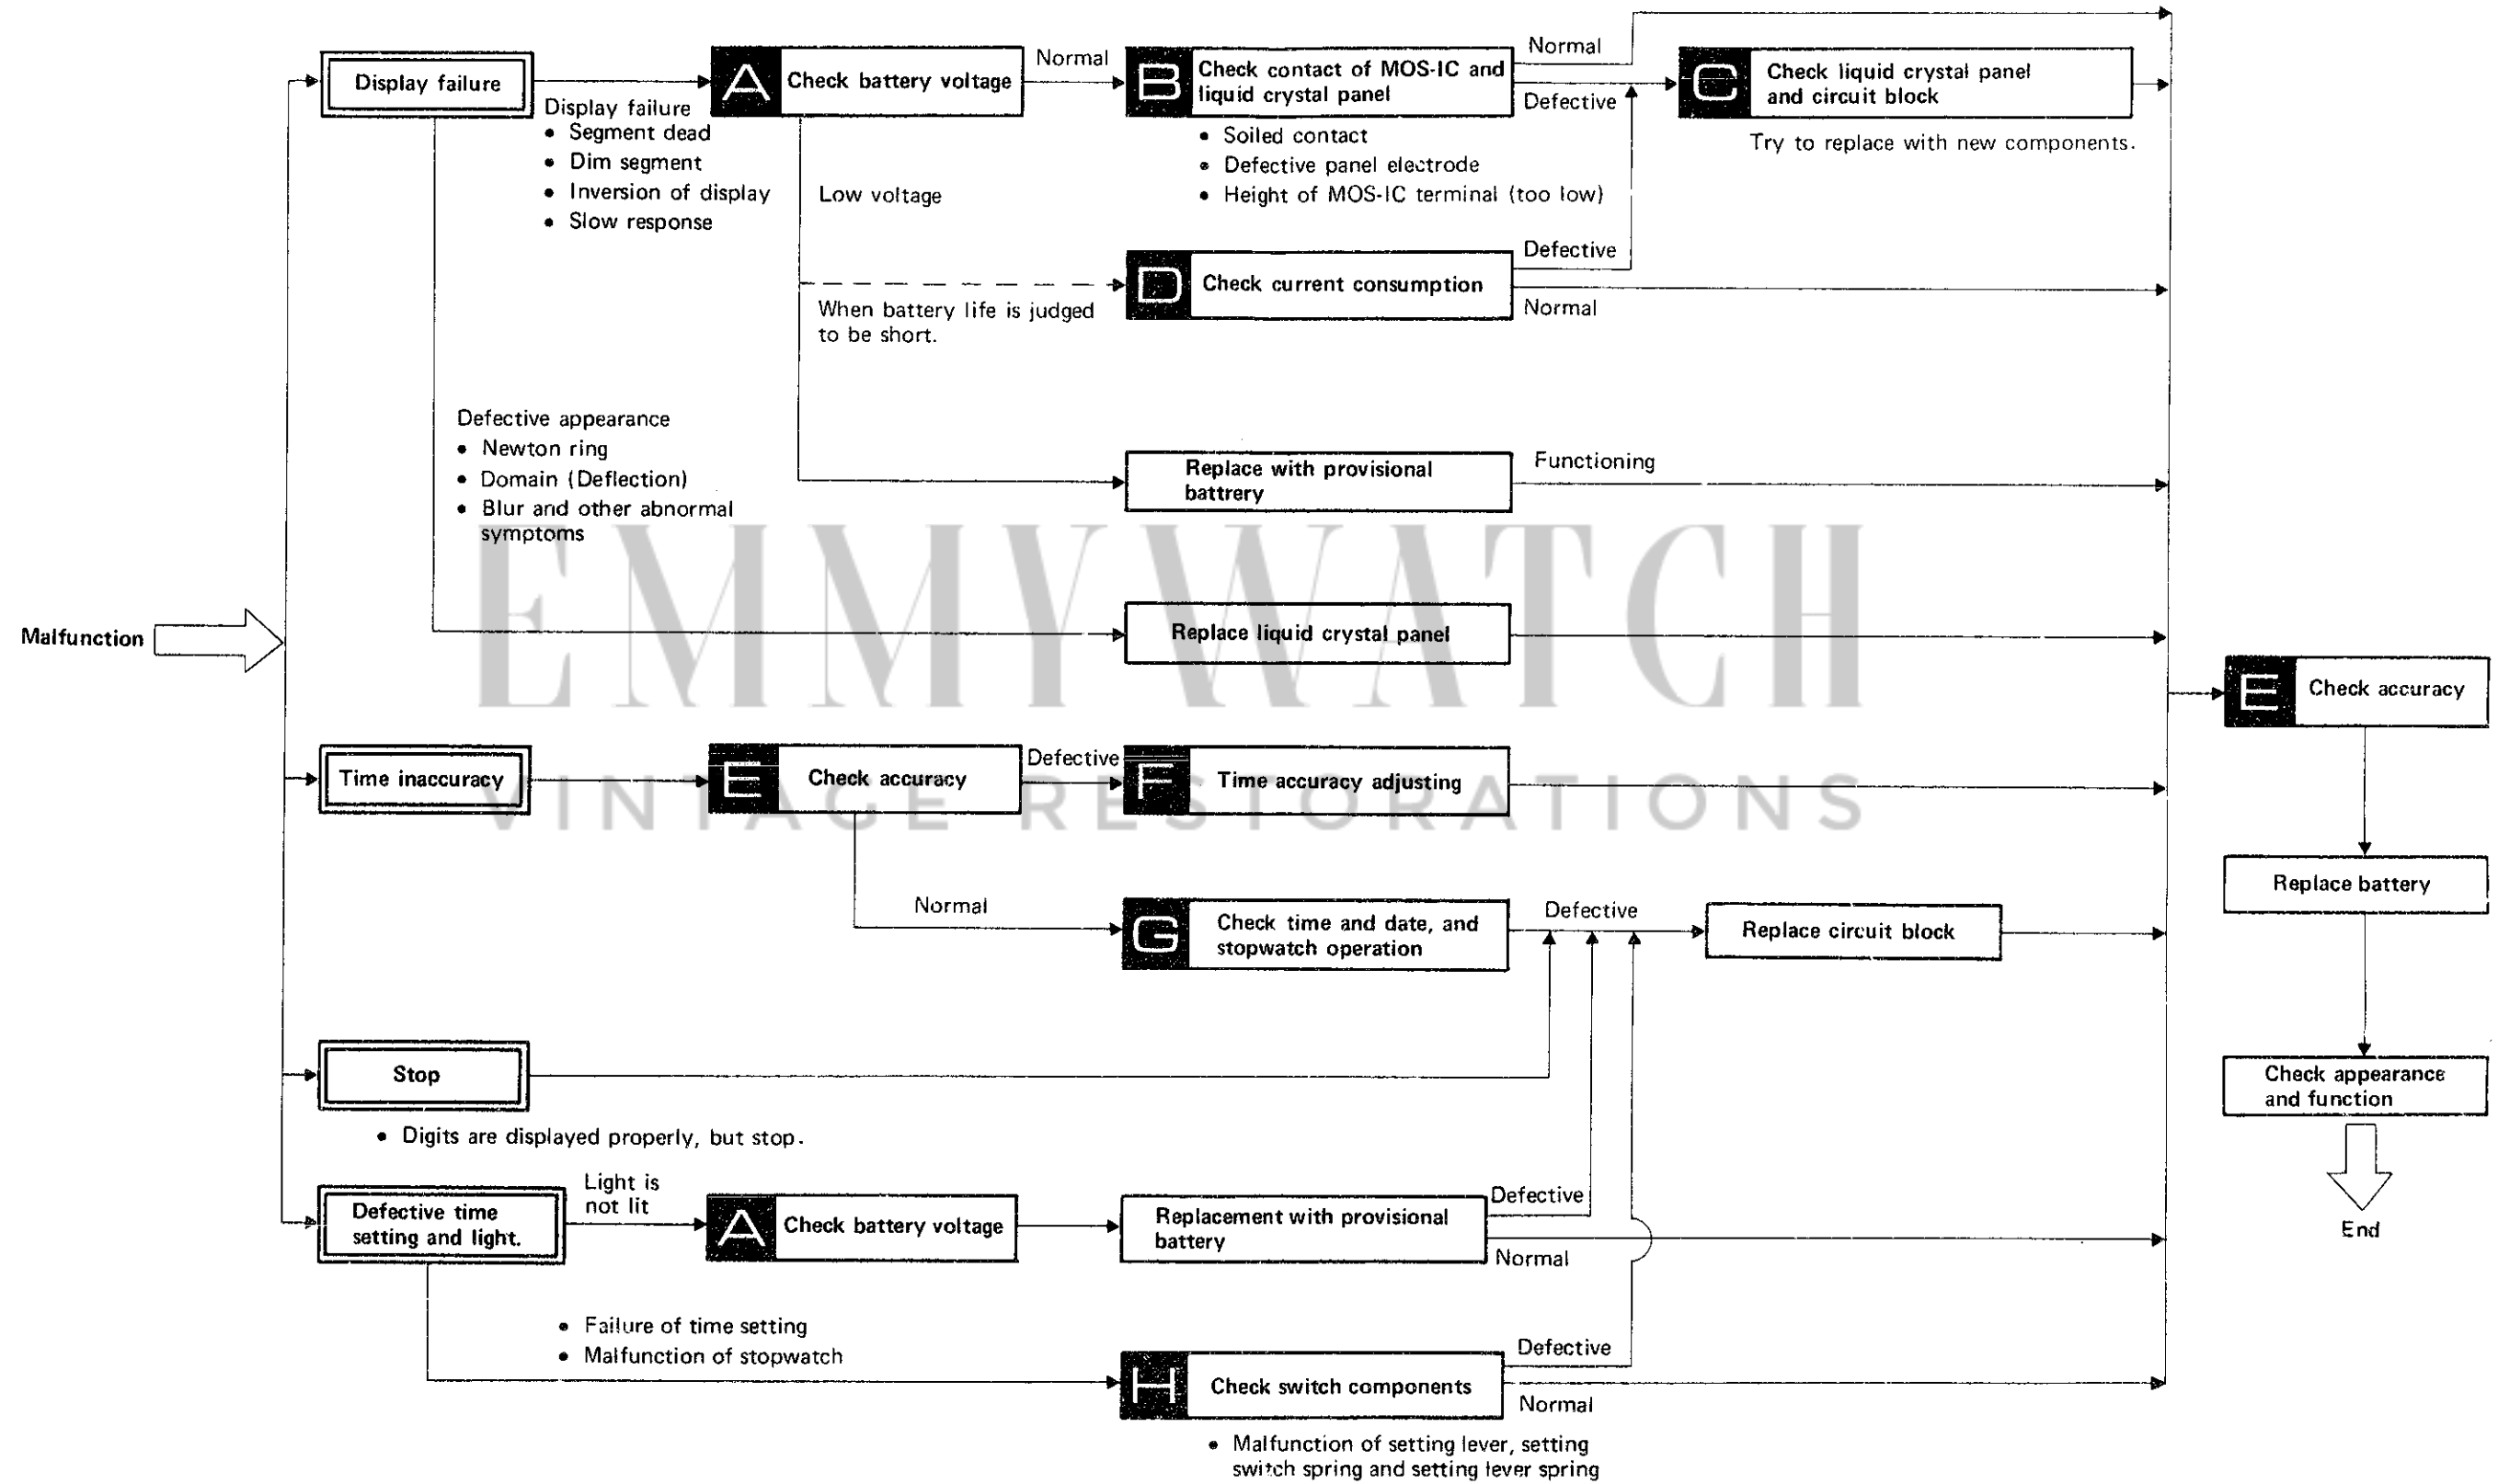 Display failure
Display failure
• Segment dead
• Dim segment
• Inversion of display
• Slow response
A Check battery voltage
Normal
Low voltage
When battery life is judged
to be short.
B Check contact of MOS-IC and
liquid crystal panel
• Soiled contact
• Defective panel electrode
• Height of MOS-IC terminal (too low)
Normal
Defective
C Check liquid crystal panel
and circuit block
Try to replace with new components.
D Check current consumption
Defective
Normal
Defective appearance
• Newton ring
• Domain (Deflection)
• Blur and other abnormal
symptoms
Replace with provisional
battrery
Functioning
EMMYWATCH
VINTAGE RESTORATIONS
Malfunction
Replace liquid crystal panel
Time inaccuracy
E Check accuracy
Defective
F Time accuracy adjusting
Normal
G Check time and date, and
stopwatch operation
Defective
Replace circuit block
Stop
• Digits are displayed properly, but stop.
Defective time
setting and light.
Light is
not lit
A Check battery voltage
Replacement with provisional
battery
Defective
Normal
• Failure of time setting
• Malfunction of stopwatch
H Check switch components
Defective
Normal
• Malfunction of setting lever, setting
switch spring and setting lever spring
E Check accuracy
Replace battery
Check appearance
and function
End